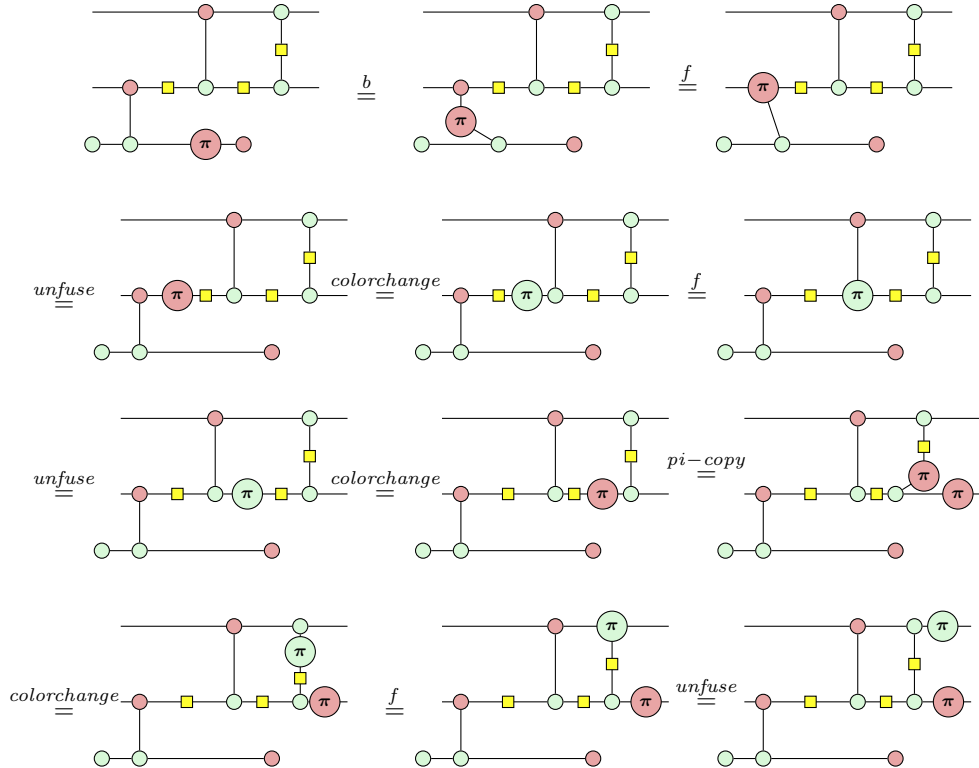 b = f =
π π π
unfuse = colorchange = f =
π π π
unfuse = colorchange = pi−copy =
π π π π
colorchange = f = unfuse =
π π π
π π π